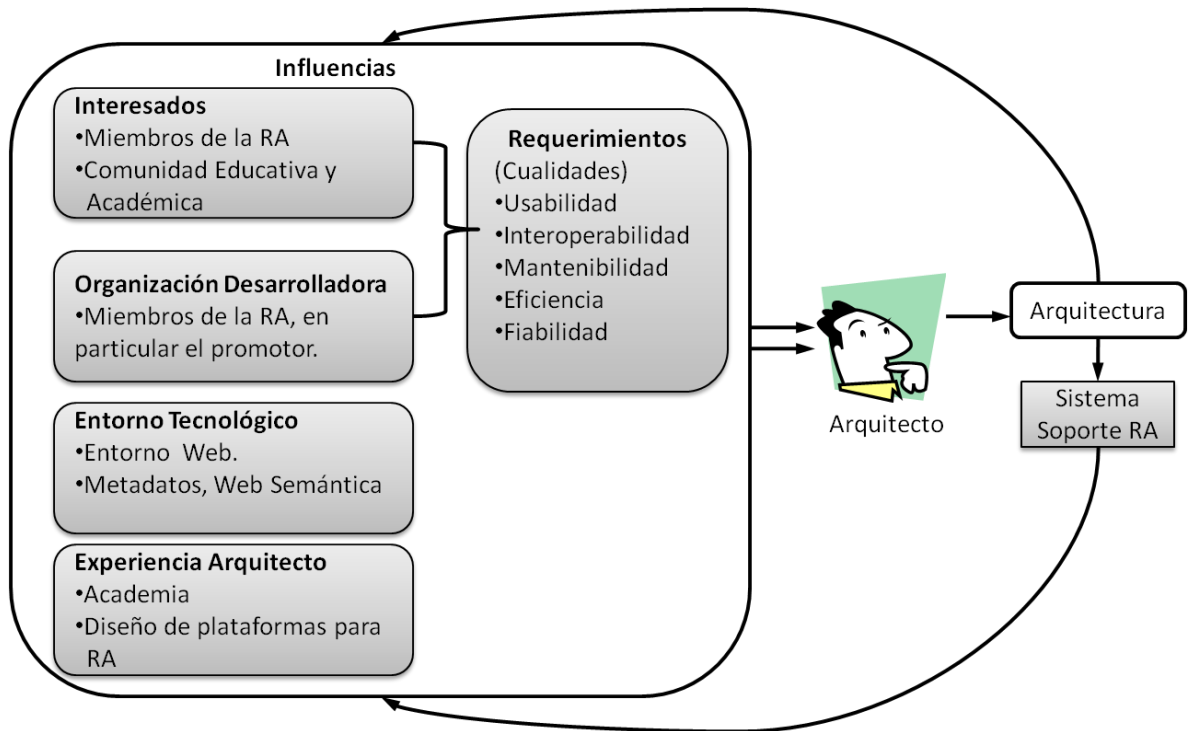 Influencias
Interesados
•Miembros de la RA
•Comunidad Educativa y
Académica
Organización Desarrolladora
•Miembros de la RA, en
particular el promotor.
Entorno Tecnológico
•Entorno Web.
•Metadatos, Web Semántica
Experiencia Arquitecto
•Academia
•Diseño de plataformas para
RA
Requerimientos
(Cualidades)
•Usabilidad
•Interoperabilidad
•Mantenibilidad
•Eficiencia
•Fiabilidad
Arquitecto
Arquitectura
Sistema
Soporte RA